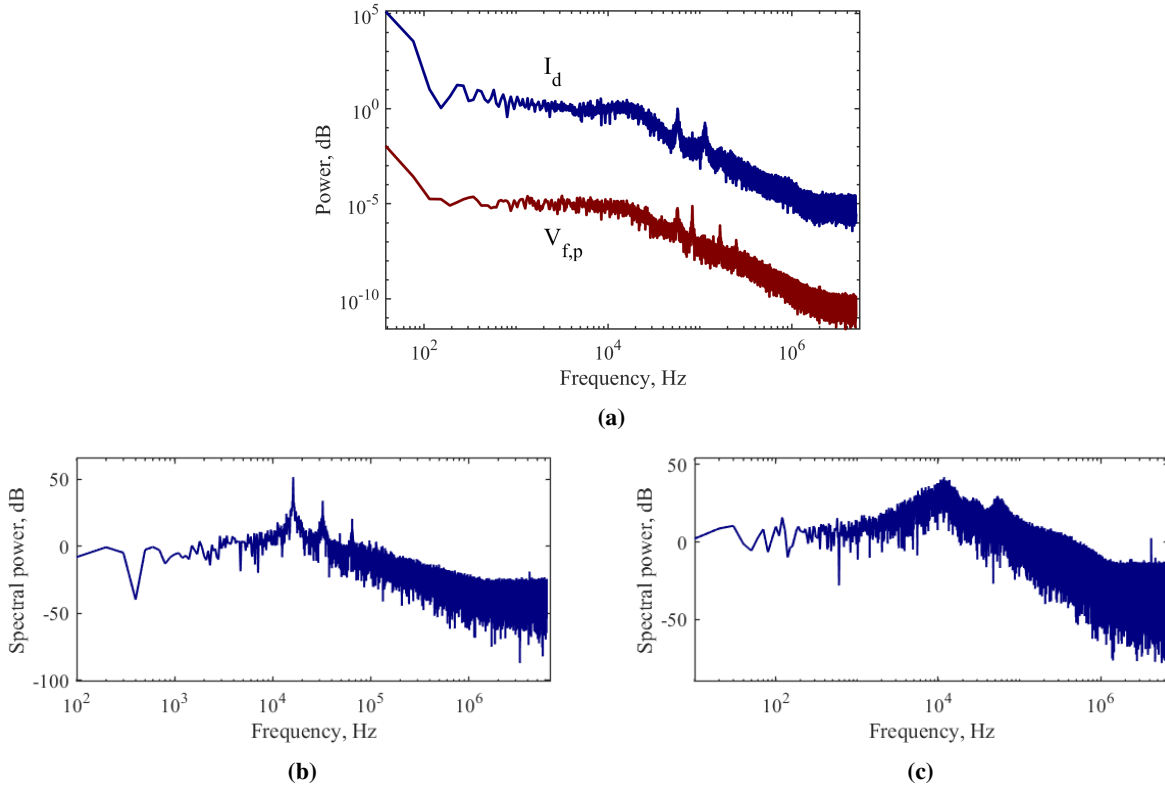 10^5
10^0
10^-5
10^-10
Power, dB
I_d
V_f,p
10^2
10^4
10^6
Frequency, Hz
(a)
50
0
-50
-100
Spectral power, dB
10^2
10^3
10^4
10^5
10^6
Frequency, Hz
(b)
50
0
-50
Spectral power, dB
10^2
10^4
10^6
Frequency, Hz
(c)